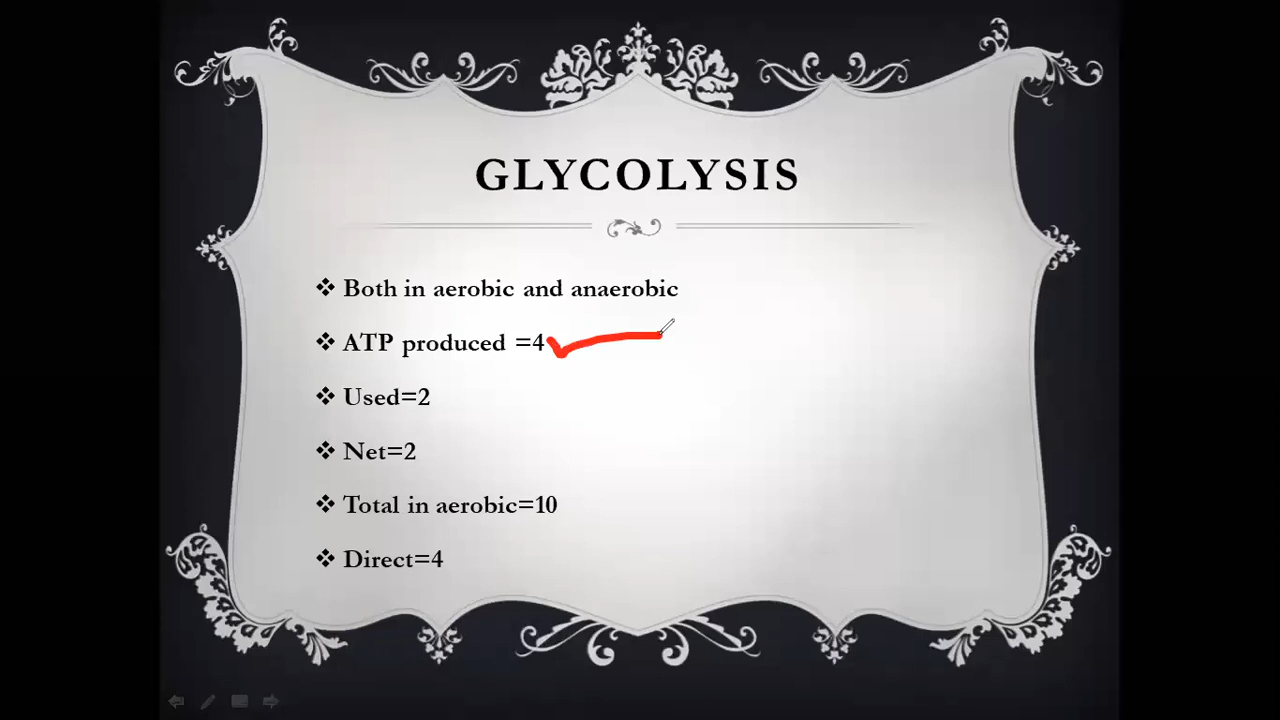 GLYCOLYSIS
❖ Both in aerobic and anaerobic
❖ ATP produced =4
❖ Used=2
❖ Net=2
❖ Total in aerobic=10
❖ Direct=4